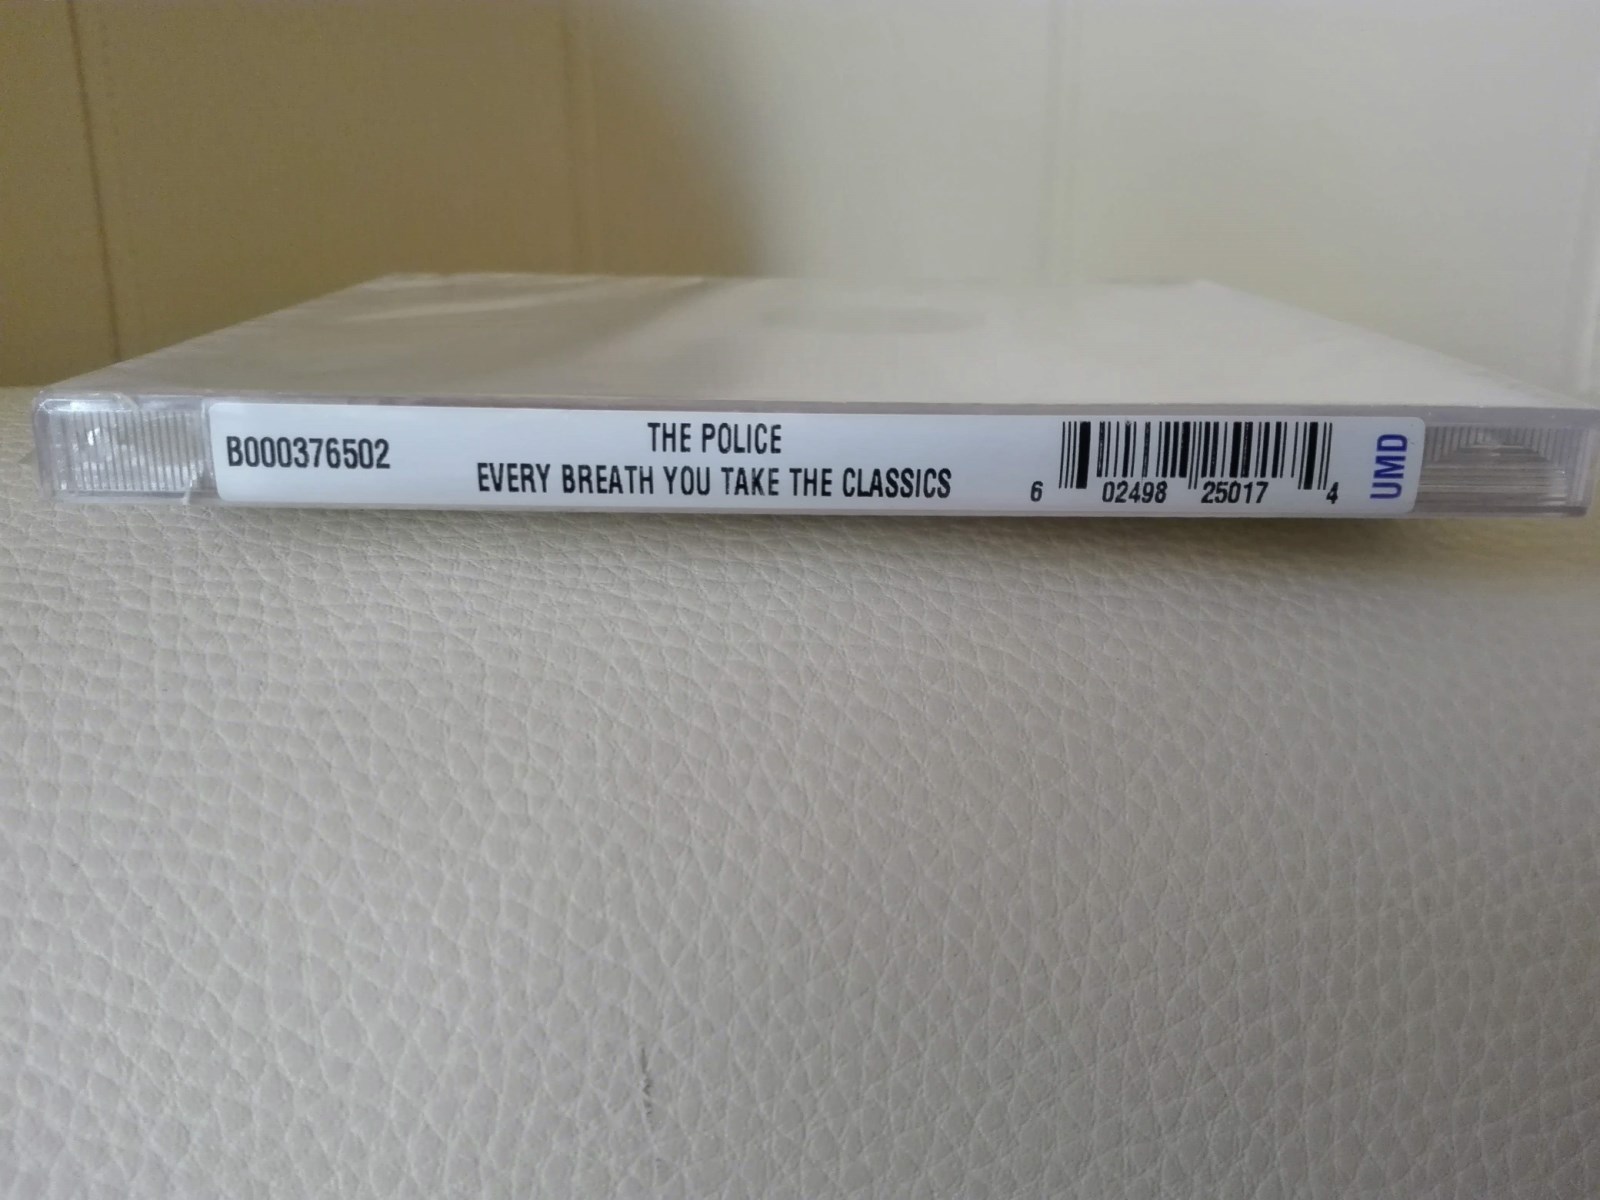 B000376502
THE POLICE
EVERY BREATH YOU TAKE THE CLASSICS
6 02498 25017 4
UMD